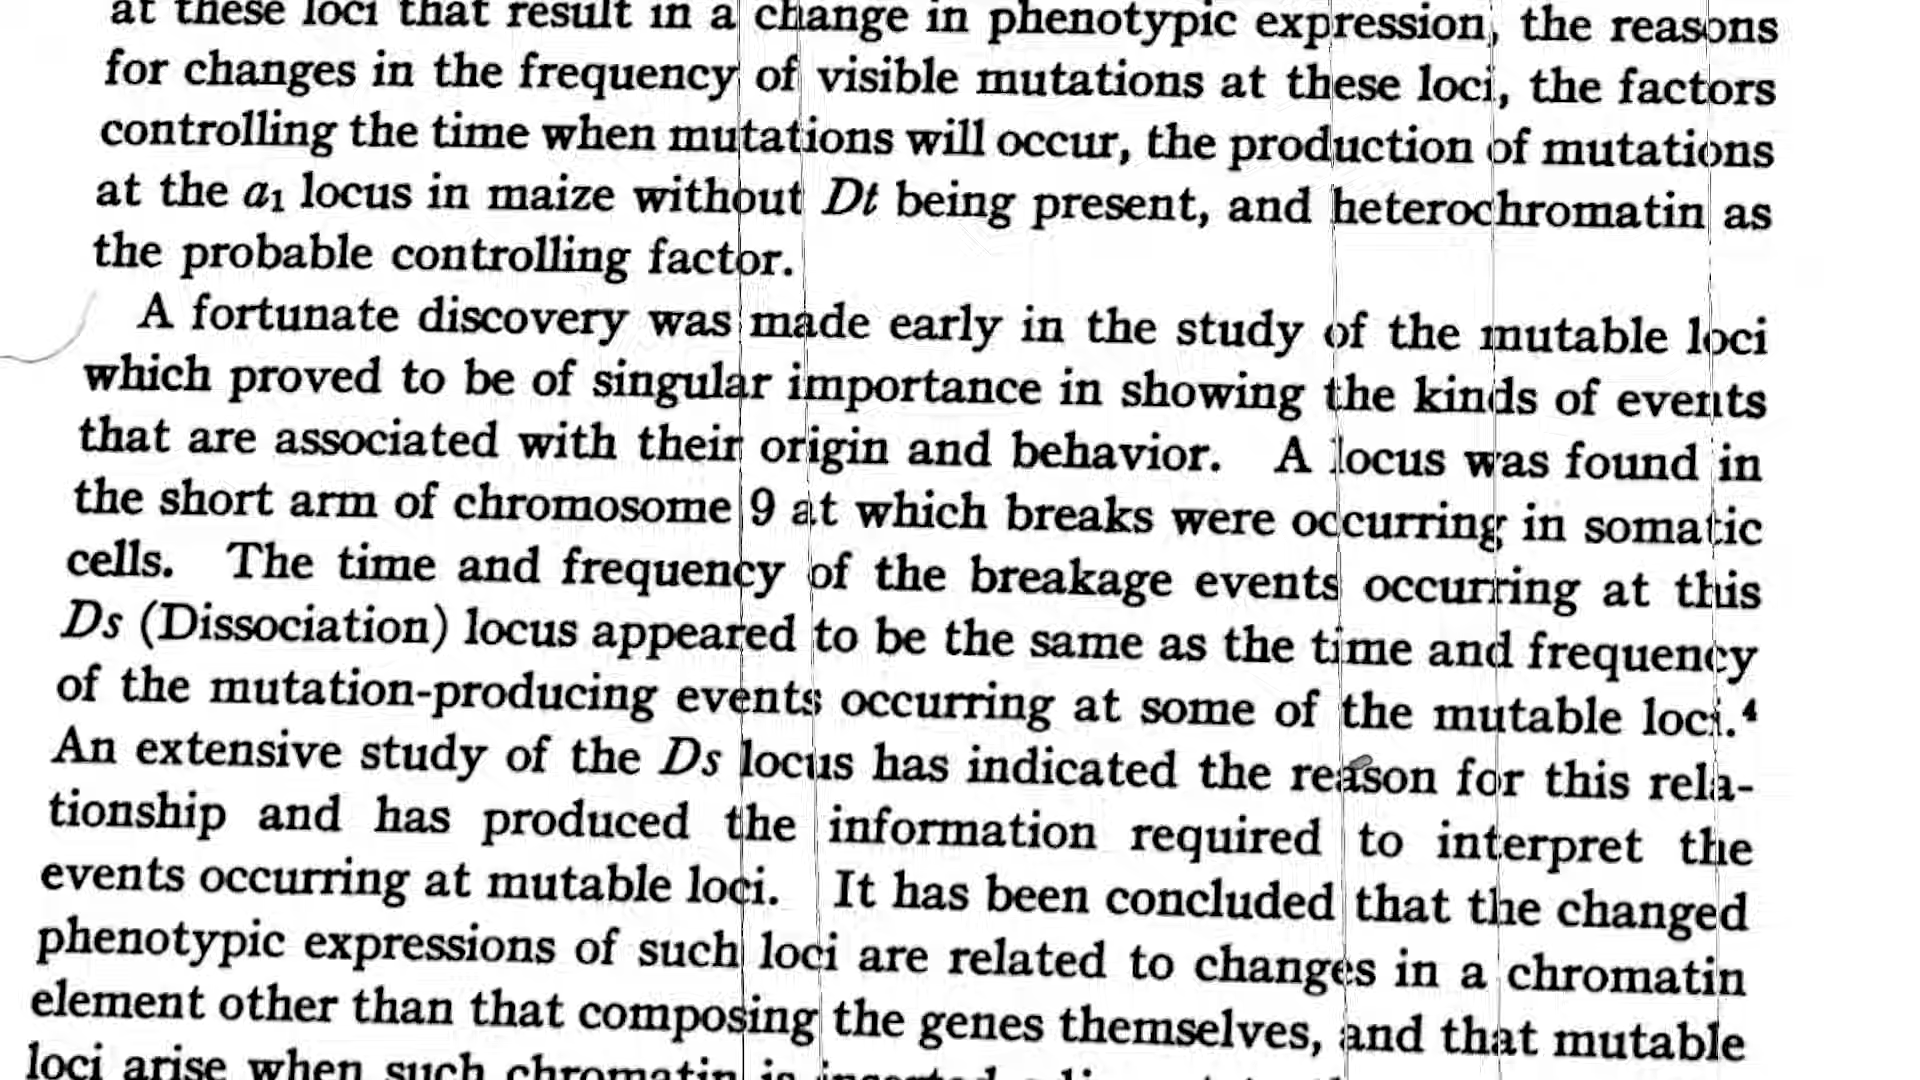 at these loci that result in a change in phenotypic expression, the reasons
for changes in the frequency of visible mutations at these loci, the factors
controlling the time when mutations will occur, the production of mutations
at the a₁ locus in maize without Dt being present, and heterochromatin as
the probable controlling factor.
A fortunate discovery was made early in the study of the mutable loci
which proved to be of singular importance in showing the kinds of events
that are associated with their origin and behavior. A locus was found in
the short arm of chromosome 9 at which breaks were occurring in somatic
cells. The time and frequency of the breakage events occurring at this
Ds (Dissociation) locus appeared to be the same as the time and frequency
of the mutation-producing events occurring at some of the mutable loci.⁴
An extensive study of the Ds locus has indicated the reason for this rela-
tionship and has produced the information required to interpret the
events occurring at mutable loci. It has been concluded that the changed
phenotypic expressions of such loci are related to changes in a chromatin
element other than that composing the genes themselves, and that mutable
loci arise when such chromatin is inserted